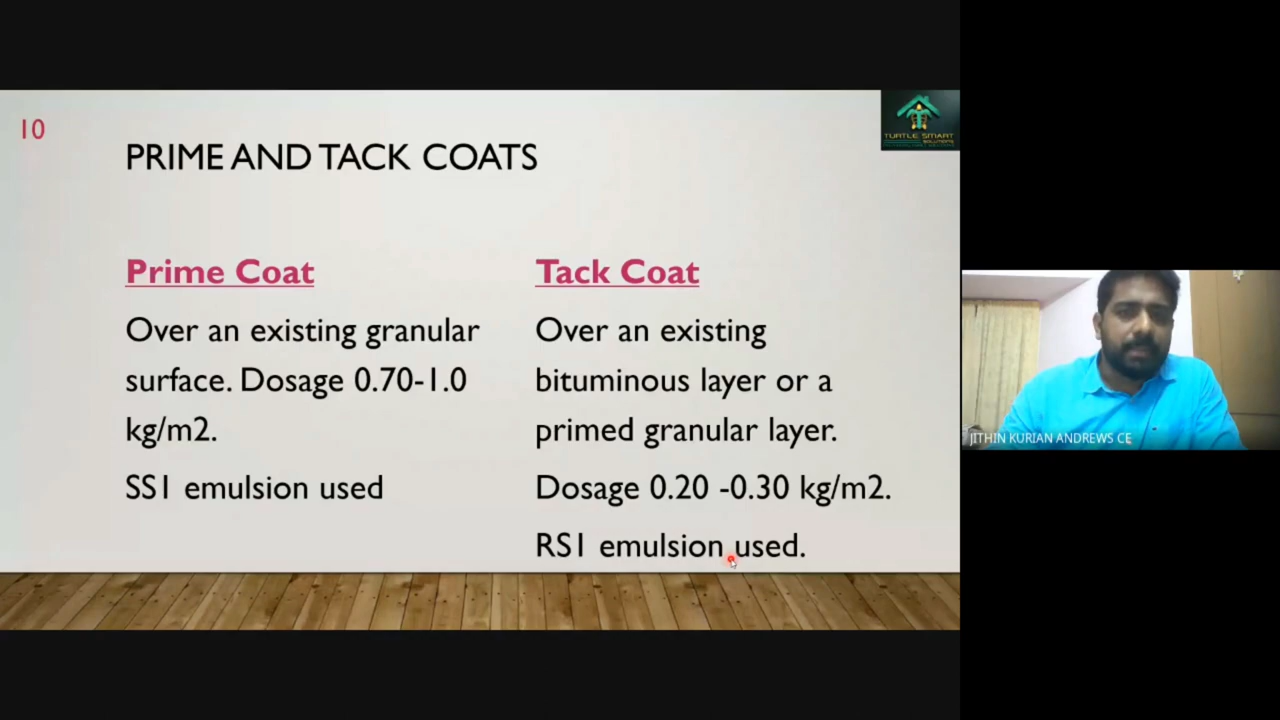 10
PRIME AND TACK COATS
TURTLE SMART
SOLUTIONS
Prime Coat
Over an existing granular
surface. Dosage 0.70-1.0
kg/m2.
SS1 emulsion used
Tack Coat
Over an existing
bituminous layer or a
primed granular layer.
Dosage 0.20 -0.30 kg/m2.
RS1 emulsion used.
JITHIN KURIAN ANDREWS CE